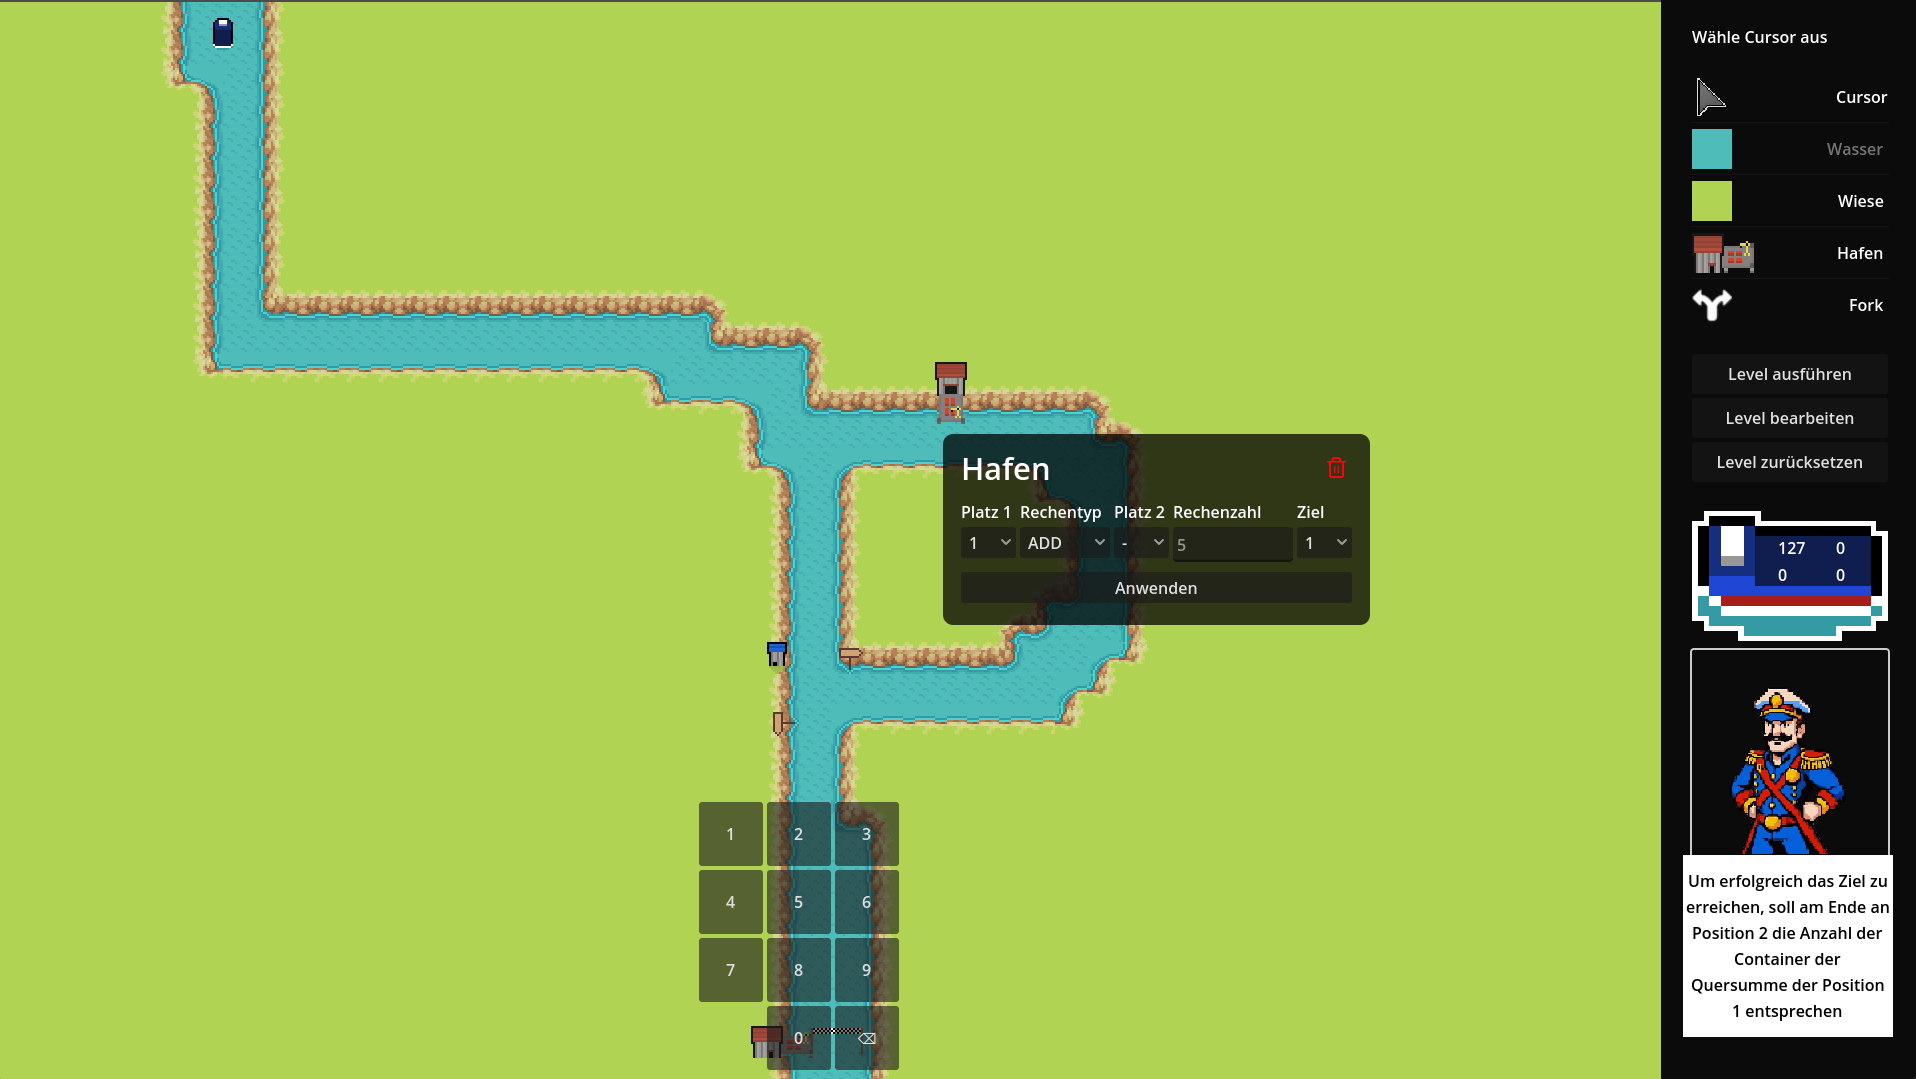 Hafen
Platz 1 Rechentyp Platz 2 Rechenzahl Ziel
1 ADD - 5 1
Anwenden
1 2 3
4 5 6
7 8 9
0 ⌫
Wähle Cursor aus
Cursor
Wasser
Wiese
Hafen
Fork
Level ausführen
Level bearbeiten
Level zurücksetzen
127 0
0 0
Um erfolgreich das Ziel zu
erreichen, soll am Ende an
Position 2 die Anzahl der
Container der
Quersumme der Position
1 entsprechen